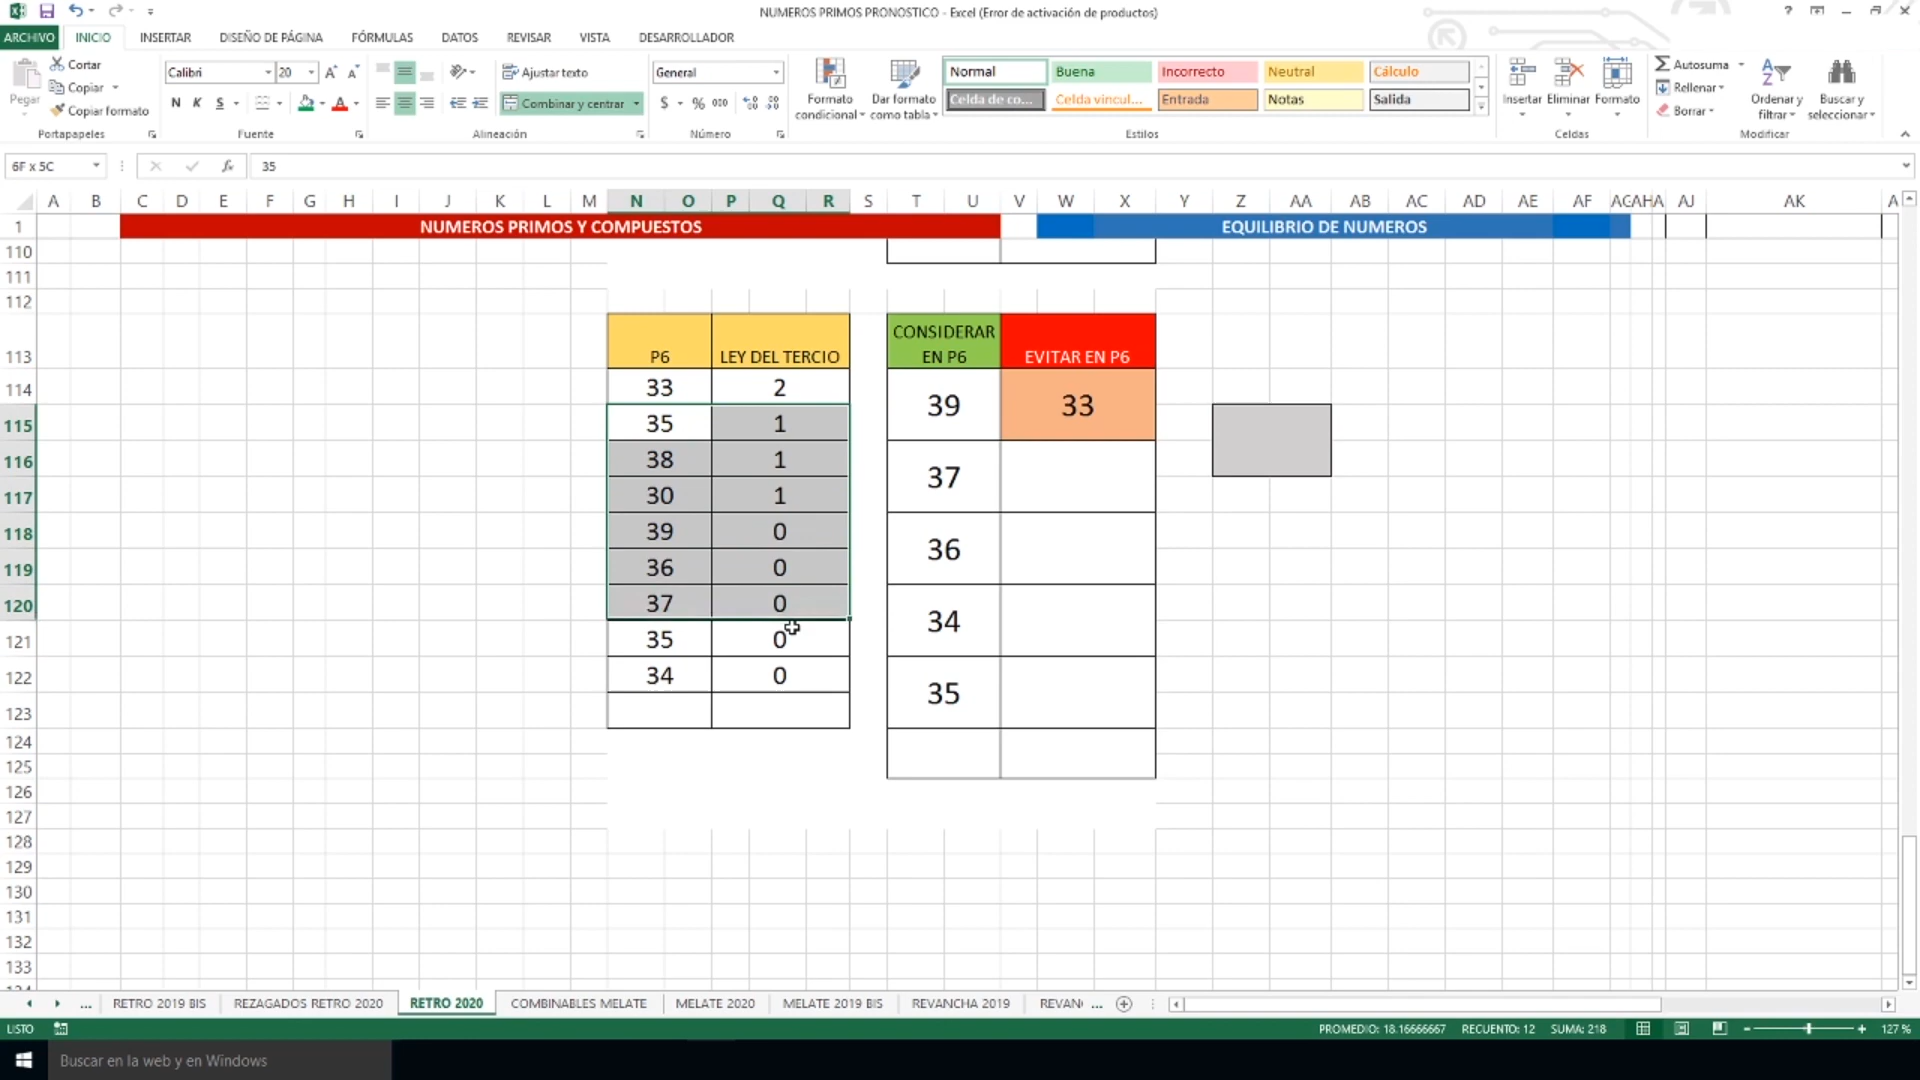 NUMEROS PRIMOS PRONOSTICO - Excel (Error de activación de productos)
ARCHIVO INICIO INSERTAR DISEÑO DE PÁGINA FÓRMULAS DATOS REVISAR VISTA DESARROLLADOR
Pegar
Cortar
Copiar
Copiar formato
Portapapeles
Calibri 20
N K S
Fuente
Ajustar texto
Combinar y centrar
Alineación
General
$ % 000
Número
Formato condicional
Dar formato como tabla
Normal Buena Incorrecto Neutral Cálculo
Celda de co... Celda vincul... Entrada Notas Salida
Estilos
Insertar Eliminar Formato
Celdas
Autosuma
Rellenar
Borrar
Ordenar y filtrar
Buscar y seleccionar
Modificar
6F x 5C fx 35
A B C D E F G H I J K L M N O P Q R S T U V W X Y Z AA AB AC AD AE AF AG AH A AJ AK A
1 NUMEROS PRIMOS Y COMPUESTOS EQUILIBRIO DE NUMEROS
110
111
112
113 P6 LEY DEL TERCIO CONSIDERAR EN P6 EVITAR EN P6
114 33 2 39 33
115 35 1
116 38 1 37
117 30 1
118 39 0 36
119 36 0
120 37 0 34
121 35 0
122 34 0 35
123
124
125
126
127
128
129
130
131
132
133
... RETRO 2019 BIS REZAGADOS RETRO 2020 RETRO 2020 COMBINABLES MELATE MELATE 2020 MELATE 2019 BIS REVANCHA 2019 REVAN ...
LISTO PROMEDIO: 18.16666667 RECUENTO: 12 SUMA: 218 127 %
Buscar en la web y en Windows